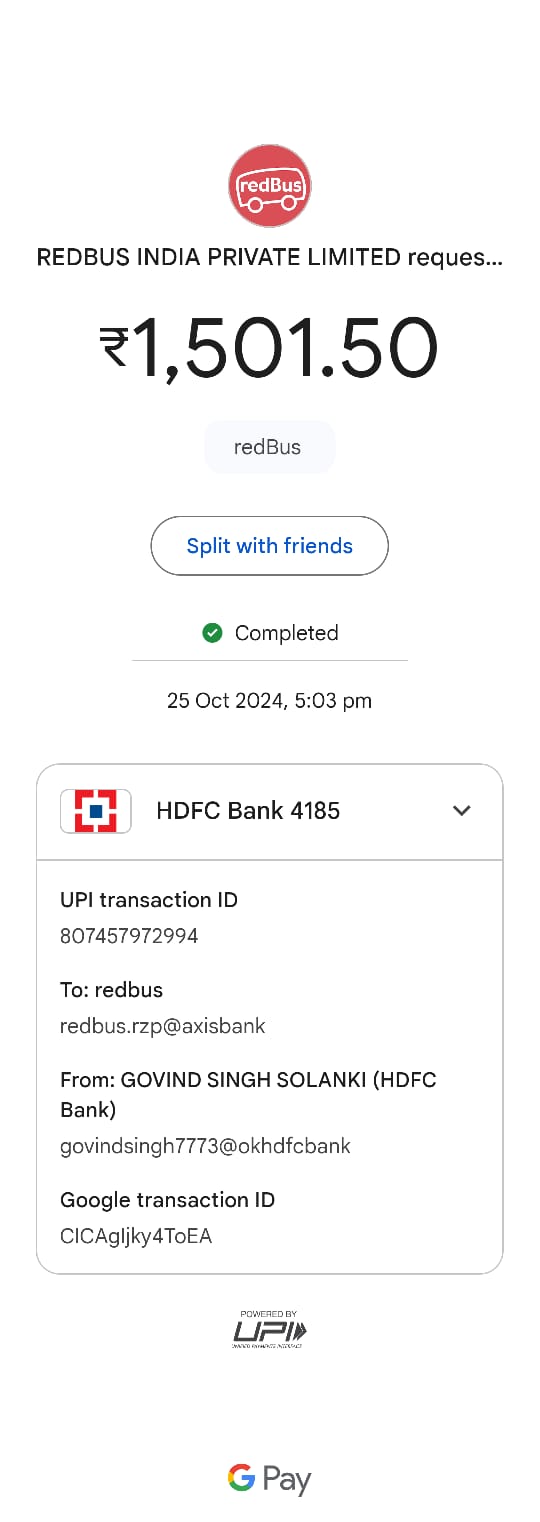 redBus
REDBUS INDIA PRIVATE LIMITED reques...
₹1,501.50
redBus
Split with friends
Completed
25 Oct 2024, 5:03 pm
HDFC Bank 4185
UPI transaction ID
807457972994
To: redbus
redbus.rzp@axisbank
From: GOVIND SINGH SOLANKI (HDFC
Bank)
govindsingh7773@okhdfcbank
Google transaction ID
CICAgIjky4ToEA
POWERED BY
UPI
UNIFIED PAYMENTS INTERFACE
G Pay